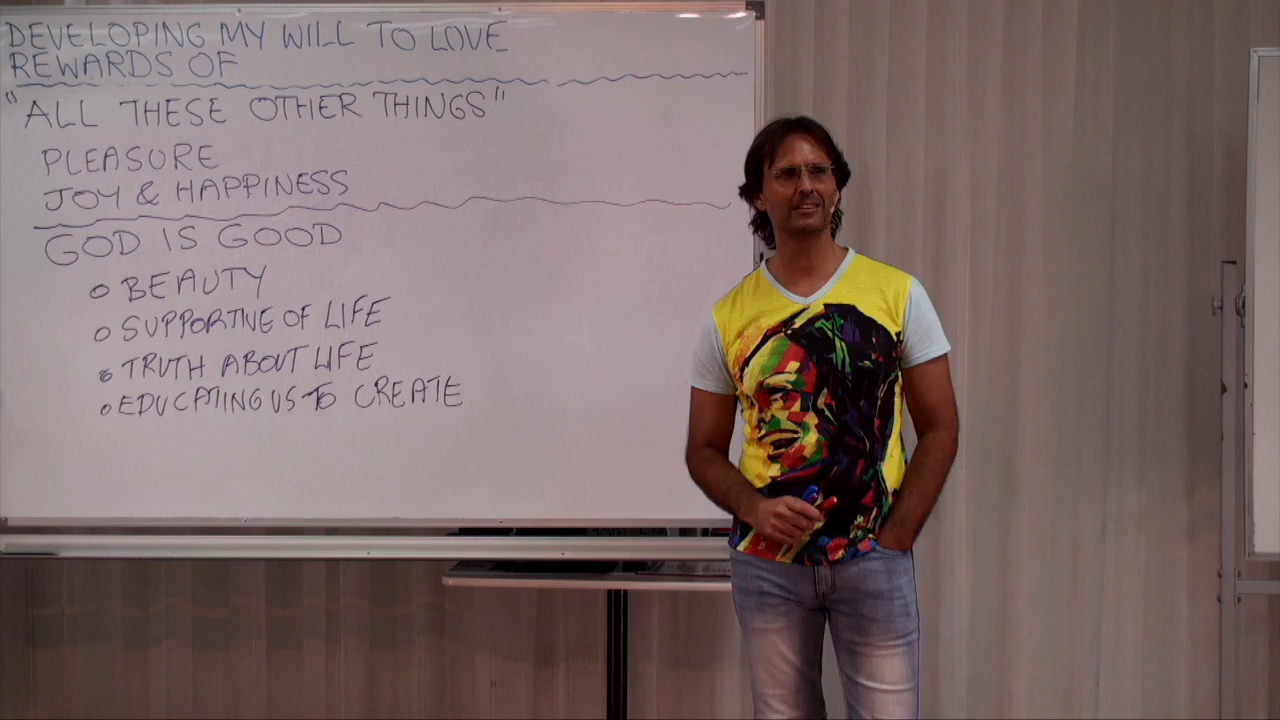 DEVELOPING MY WILL TO LOVE
REWARDS OF
"ALL THESE OTHER THINGS"
PLEASURE
JOY & HAPPINESS
GOD IS GOOD
o BEAUTY
o SUPPORTIVE OF LIFE
o TRUTH ABOUT LIFE
o EDUCATING US TO CREATE